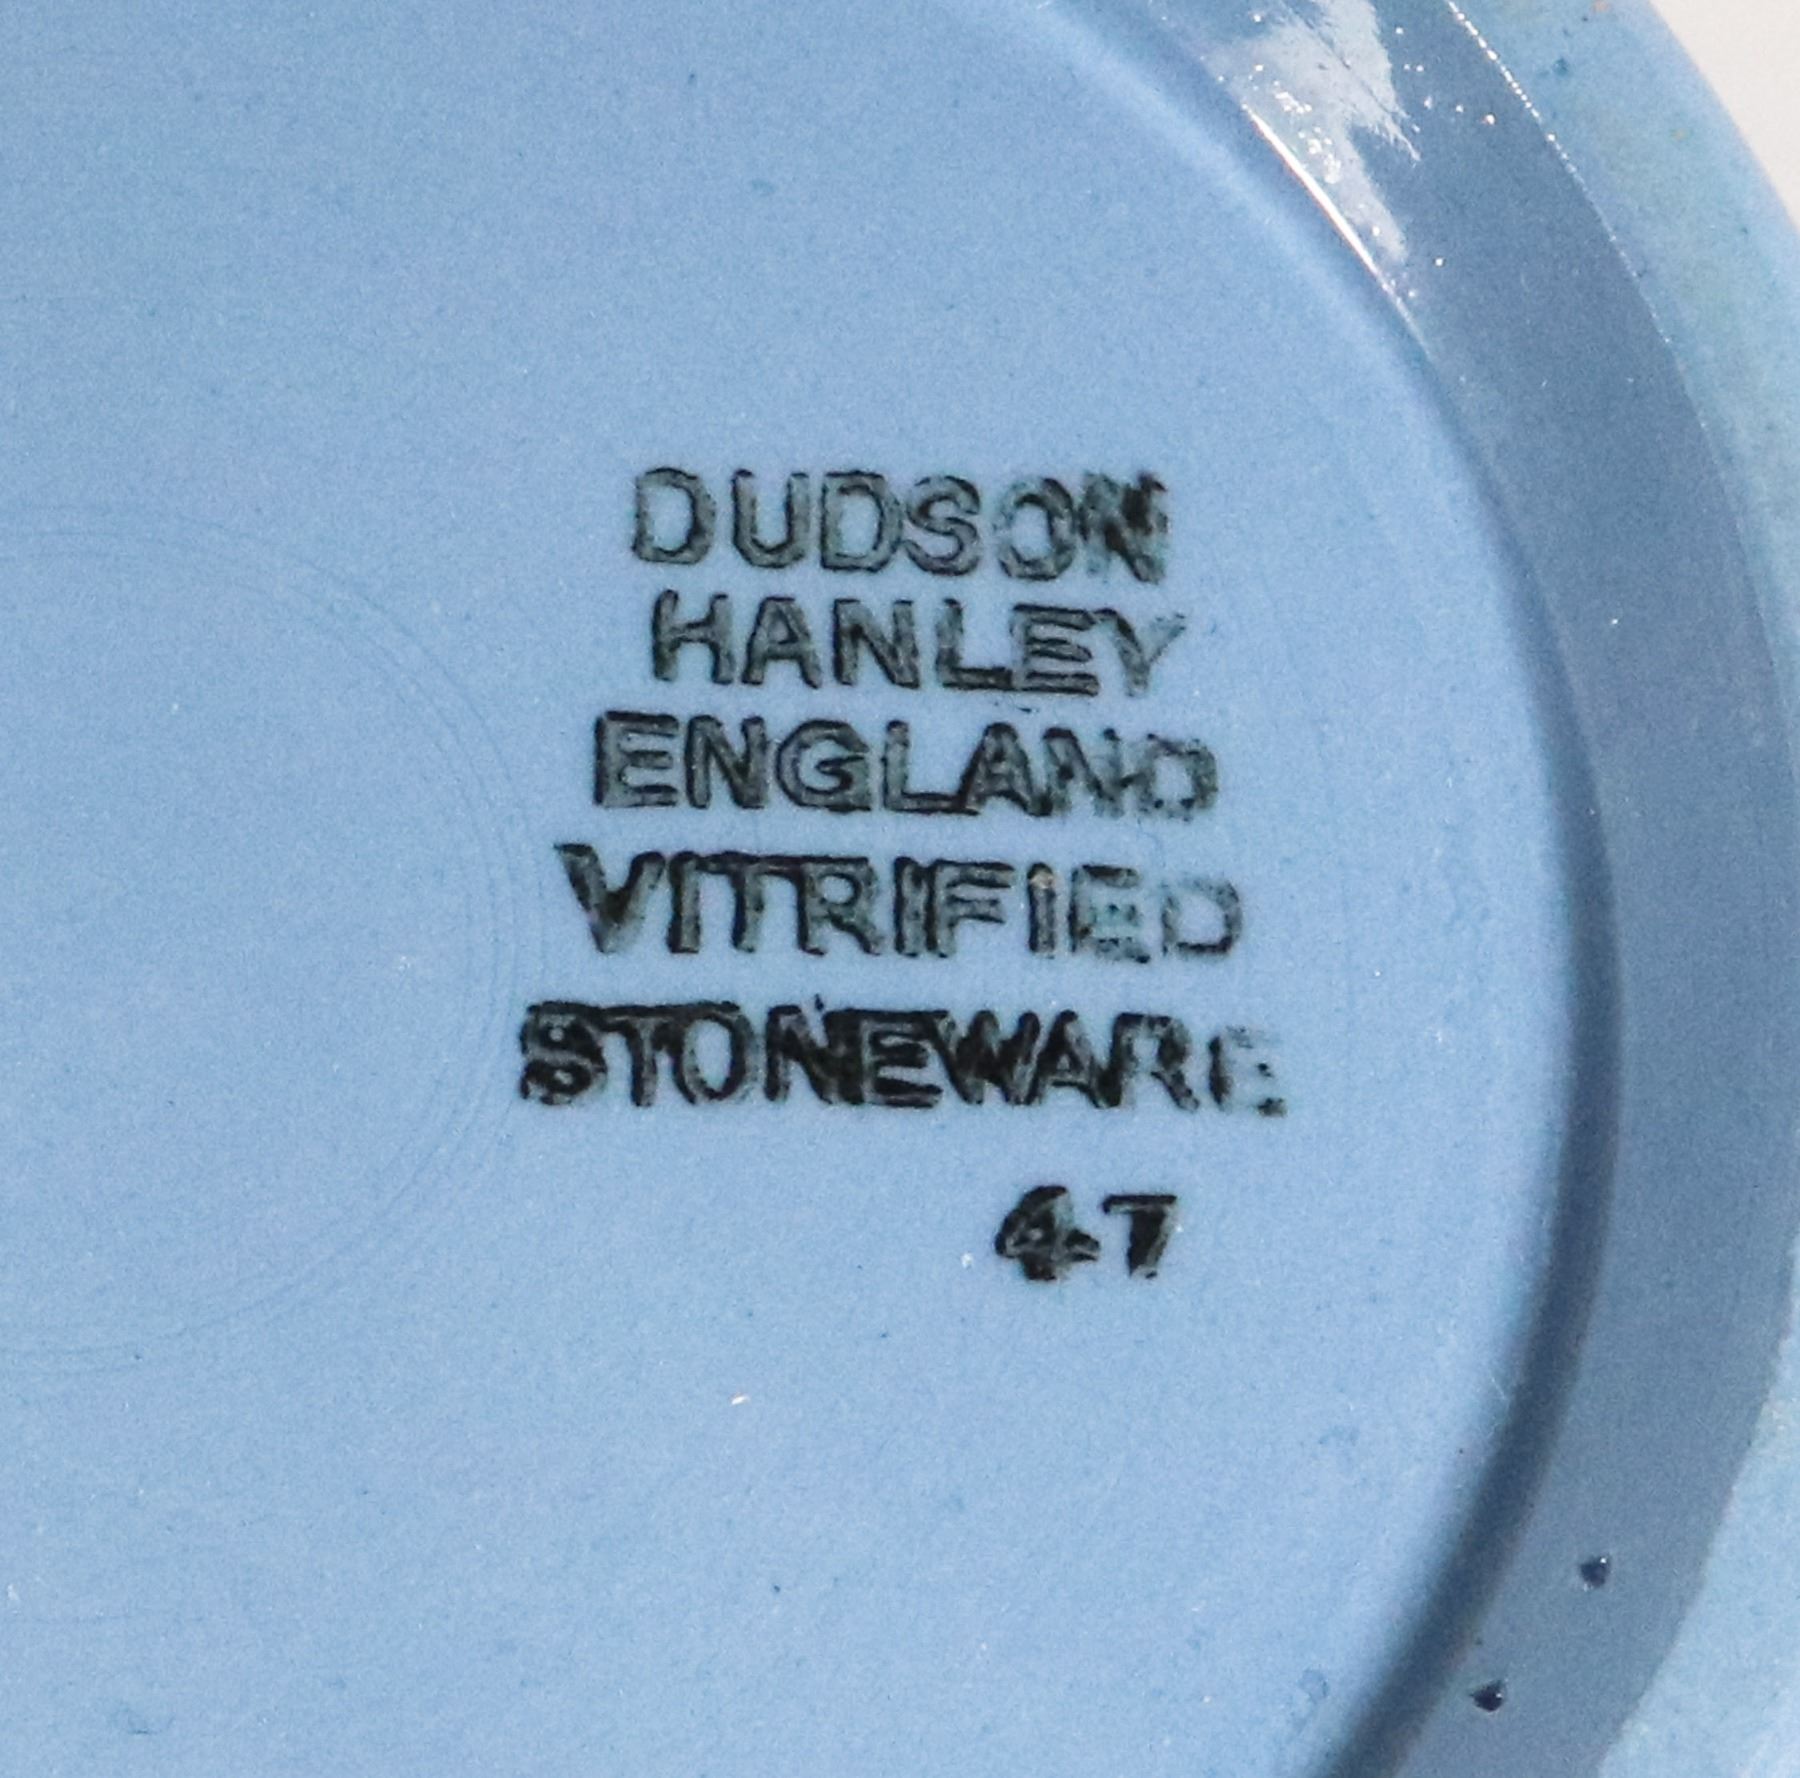 DUDSON
HANLEY
ENGLAND
VITRIFIED
STONEWARE
47